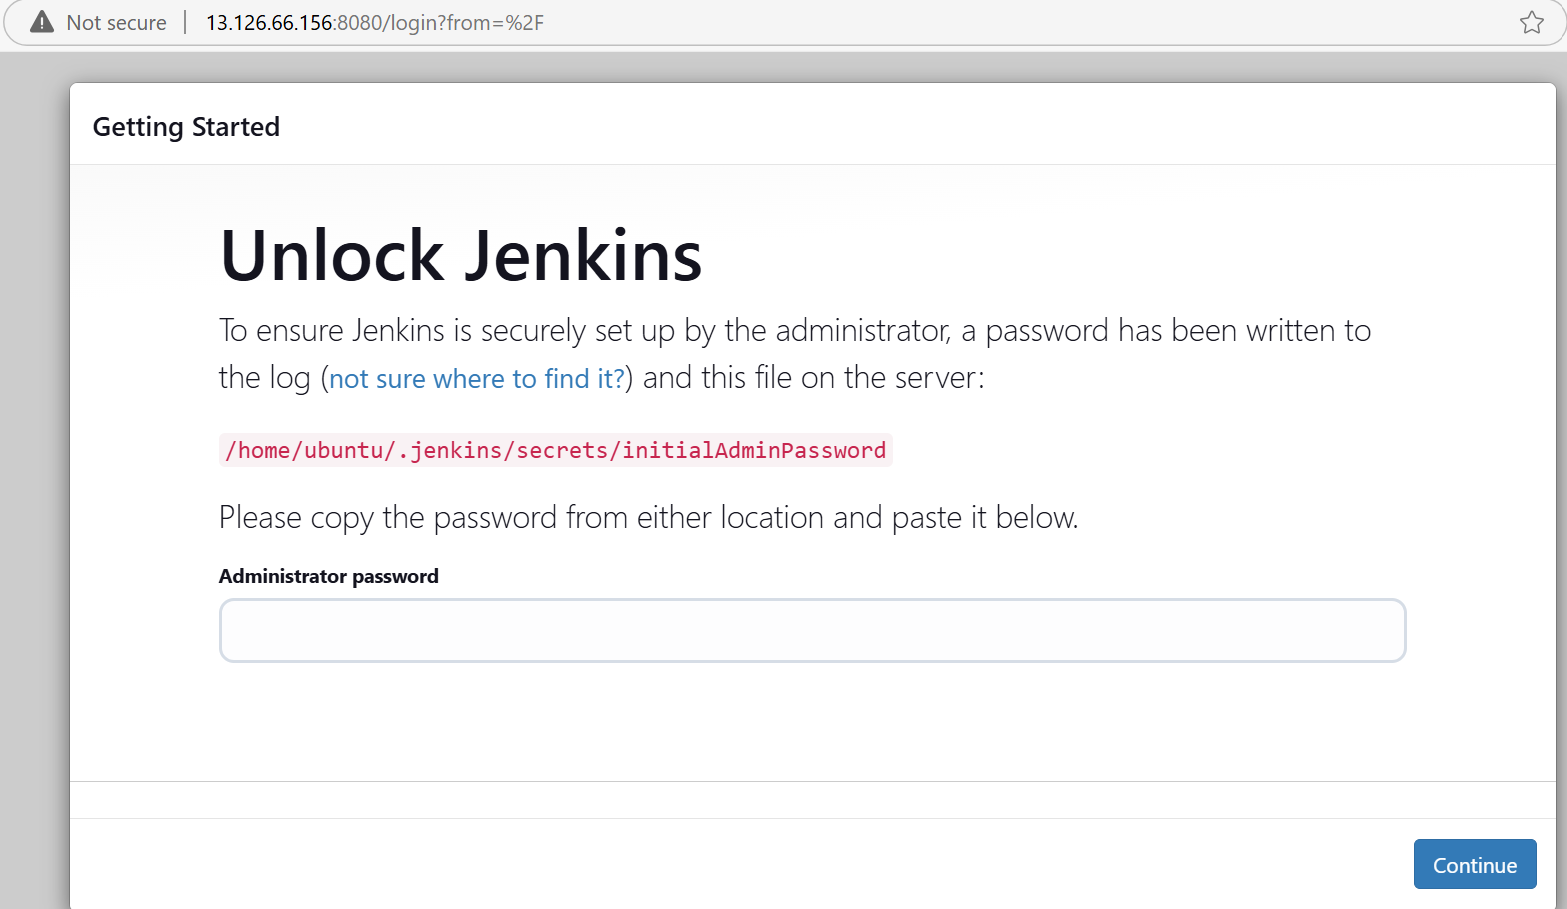 Not secure | 13.126.66.156:8080/login?from=%2F
Getting Started
Unlock Jenkins
To ensure Jenkins is securely set up by the administrator, a password has been written to
the log (not sure where to find it?) and this file on the server:
/home/ubuntu/.jenkins/secrets/initialAdminPassword
Please copy the password from either location and paste it below.
Administrator password
Continue